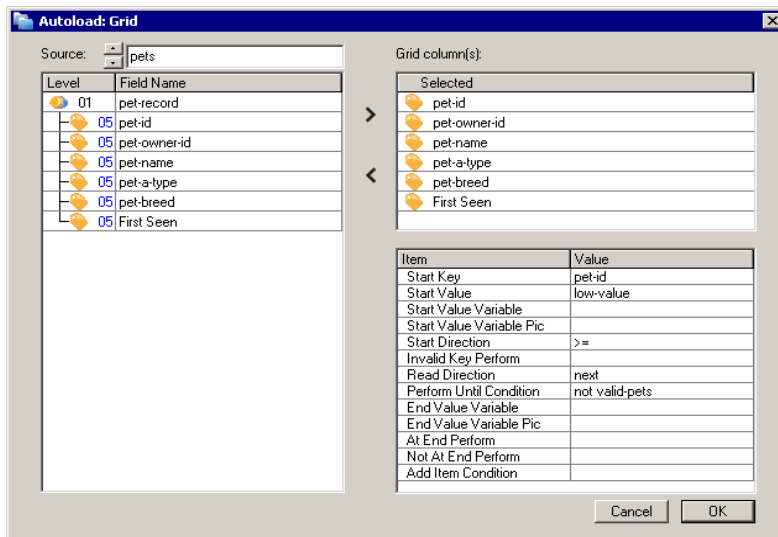 Autoload: Grid
Source: pets
Level Field Name
01 pet-record
05 pet-id
05 pet-owner-id
05 pet-name
05 pet-a-type
05 pet-breed
05 First Seen
Grid column(s):
Selected
pet-id
pet-owner-id
pet-name
pet-a-type
pet-breed
First Seen
Item Value
Start Key pet-id
Start Value low-value
Start Value Variable
Start Value Variable Pic
Start Direction >=
Invalid Key Perform
Read Direction next
Perform Until Condition not valid-pets
End Value Variable
End Value Variable Pic
At End Perform
Not At End Perform
Add Item Condition
Cancel OK